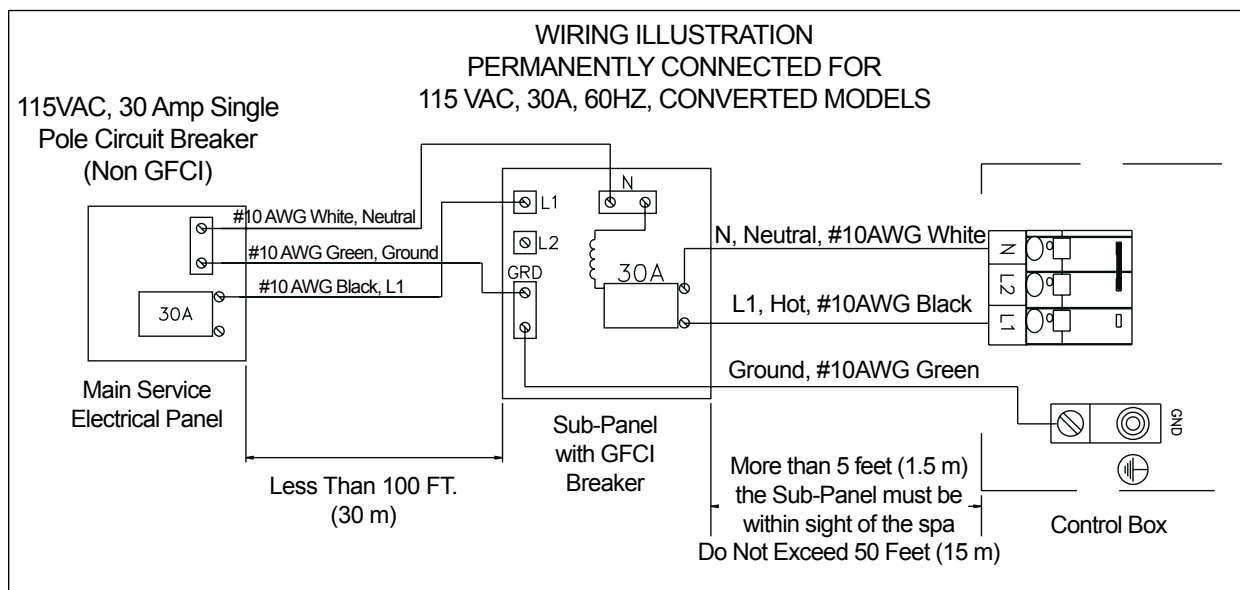 WIRING ILLUSTRATION
PERMANENTLY CONNECTED FOR
115 VAC, 30A, 60HZ, CONVERTED MODELS
115VAC, 30 Amp Single
Pole Circuit Breaker
(Non GFCI)
#10 AWG White, Neutral
#10 AWG Green, Ground
#10 AWG Black, L1
30A
Main Service
Electrical Panel
Less Than 100 FT.
(30 m)
L1
N
L2
GRD
30A
Sub-Panel
with GFCI
Breaker
N, Neutral, #10AWG White
L1, Hot, #10AWG Black
Ground, #10AWG Green
More than 5 feet (1.5 m)
the Sub-Panel must be
within sight of the spa
Do Not Exceed 50 Feet (15 m)
N
L2
L1
GND
Control Box